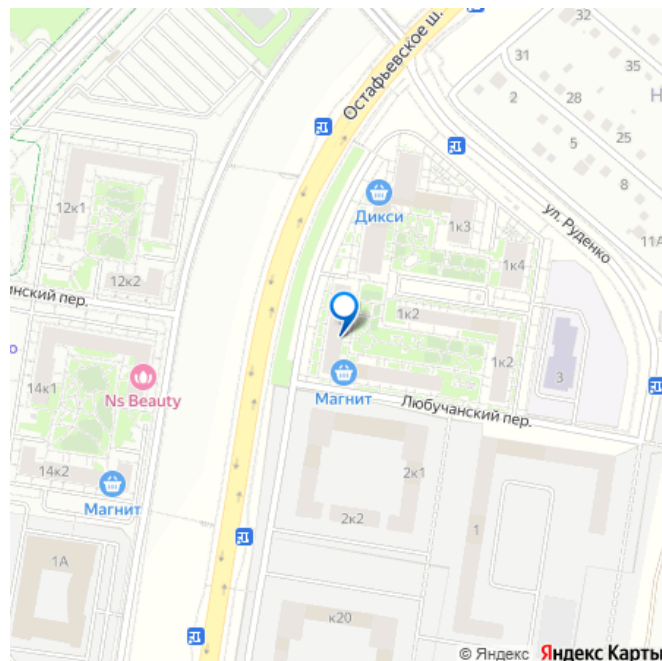 32
31
35
Остафьевское ш.
Н
2
28
25
5
8
Дикси
12к1
1к3
ул. Руденко
11А
1к4
12к2
инский пер.
1к2
о
1к2
3
14к1
Ns Beauty
Магнит
Любучанский пер.
14к2
2к1
Магнит
2к2
1
1А
к20
© Яндекс Яндекс Карты